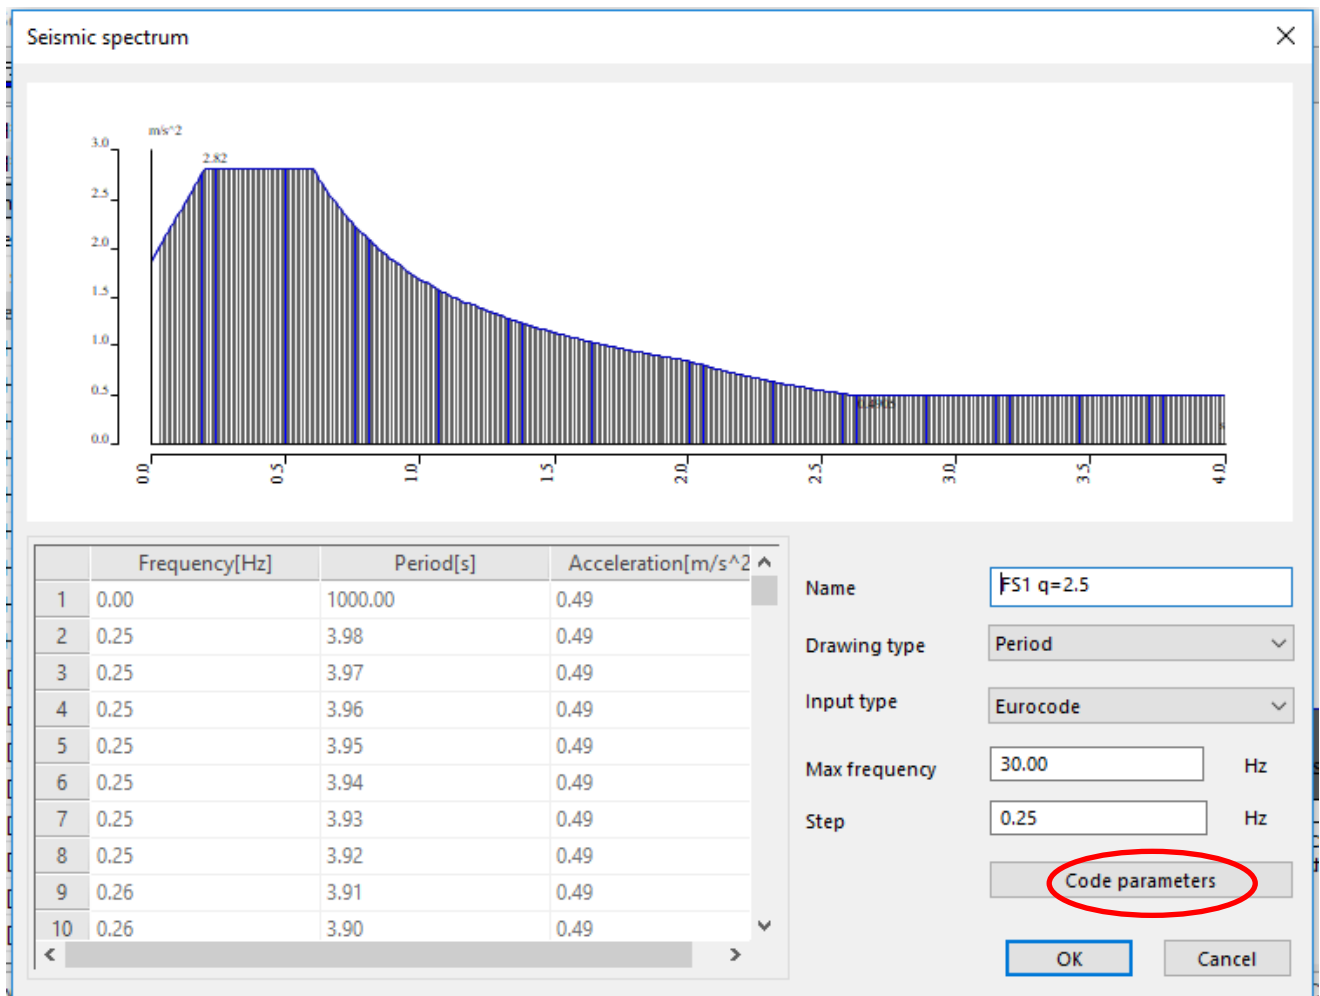 Seismic spectrum
m/s^2
3.0
2.82
2.5
2.0
1.5
1.0
0.5
0.4905
0.0
s
0.0 0.5 1.0 1.5 2.0 2.5 3.0 3.5 4.0
Frequency[Hz] Period[s] Acceleration[m/s^2
1 0.00 1000.00 0.49
2 0.25 3.98 0.49
3 0.25 3.97 0.49
4 0.25 3.96 0.49
5 0.25 3.95 0.49
6 0.25 3.94 0.49
7 0.25 3.93 0.49
8 0.25 3.92 0.49
9 0.26 3.91 0.49
10 0.26 3.90 0.49
Name FS1 q=2.5
Drawing type Period
Input type Eurocode
Max frequency 30.00 Hz
Step 0.25 Hz
Code parameters
OK Cancel